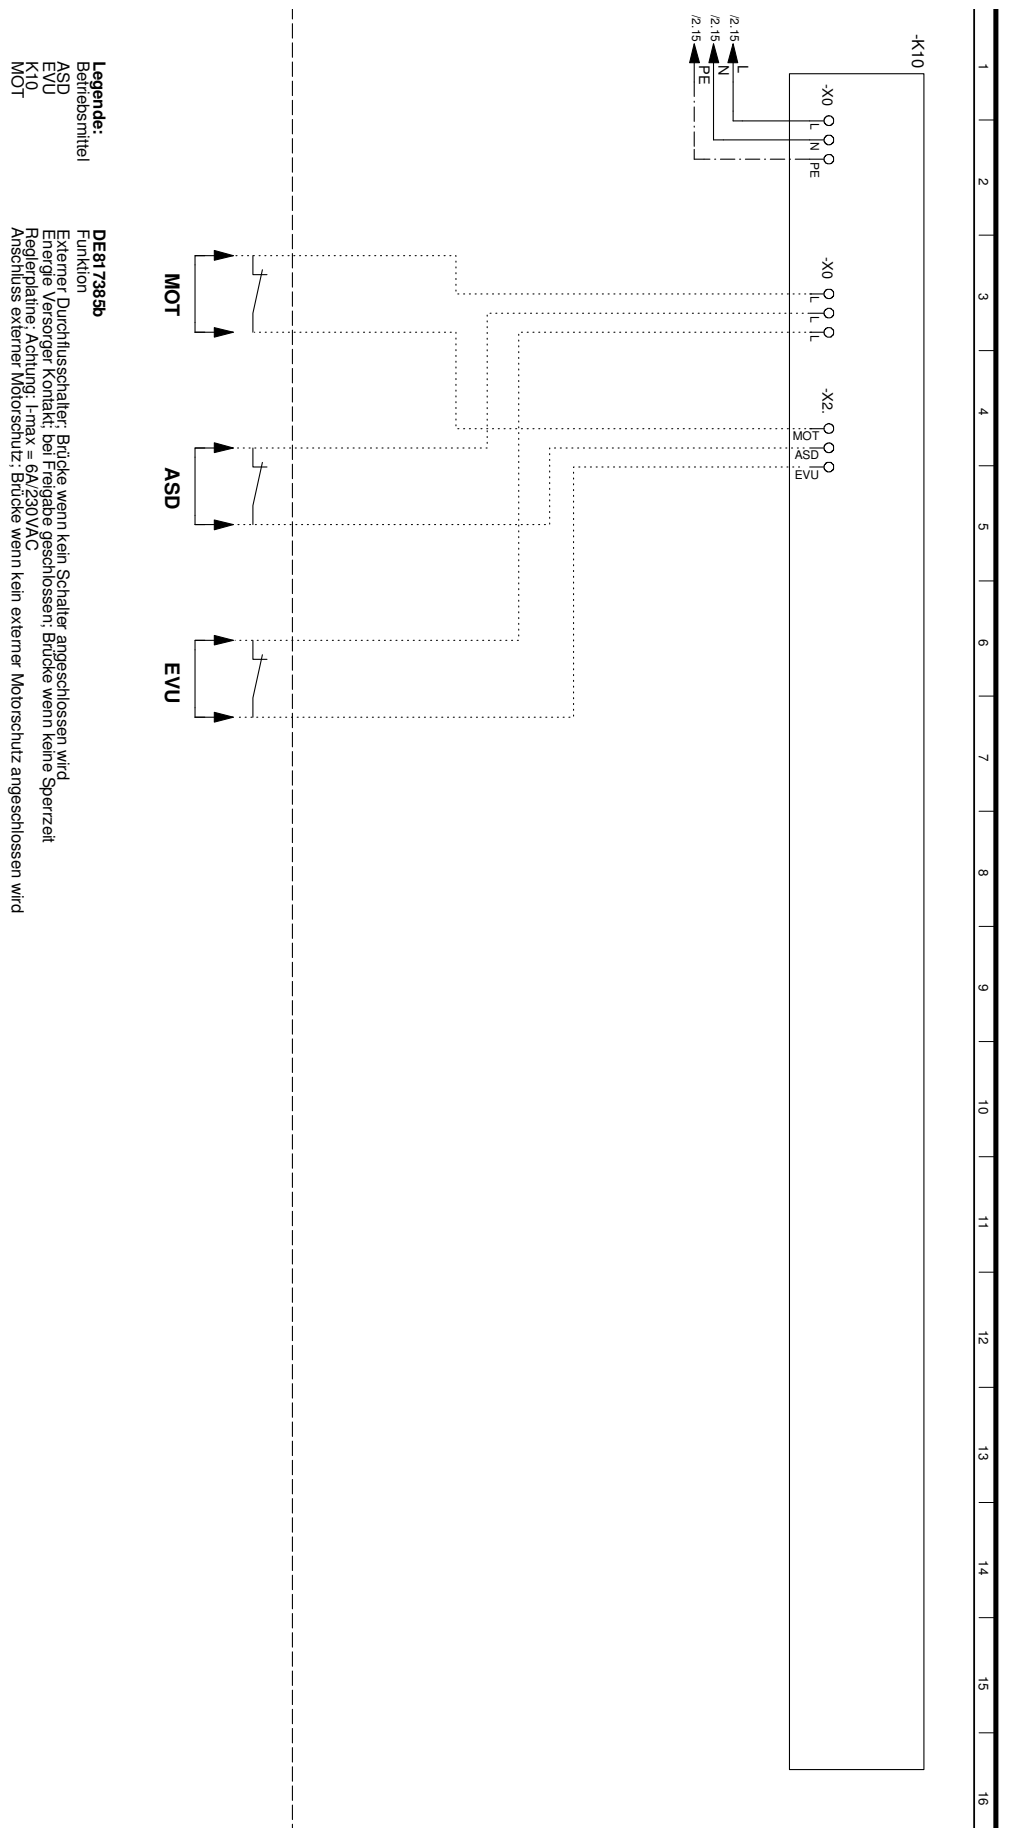 1
2
3
4
5
6
7
8
9
10
11
12
13
14
15
16
-K10
-X0
L
N
PE
-X0
L
L
L
-X2.
MOT
ASD
EVU
L
N
PE
/2.15
/2.15
/2.15
MOT
ASD
EVU
Legende: DE817385b
Betriebsmittel Funktion
ASD Externer Durchflusschalter; Brücke wenn kein Schalter angeschlossen wird
EVU Energie Versorger Kontakt; bei Freigabe geschlossen; Brücke wenn keine Sperrzeit
K10 Reglerplatine; Achtung: I-max = 6A/230VAC
MOT Anschluss externer Motorschutz; Brücke wenn kein externer Motorschutz angeschlossen wird